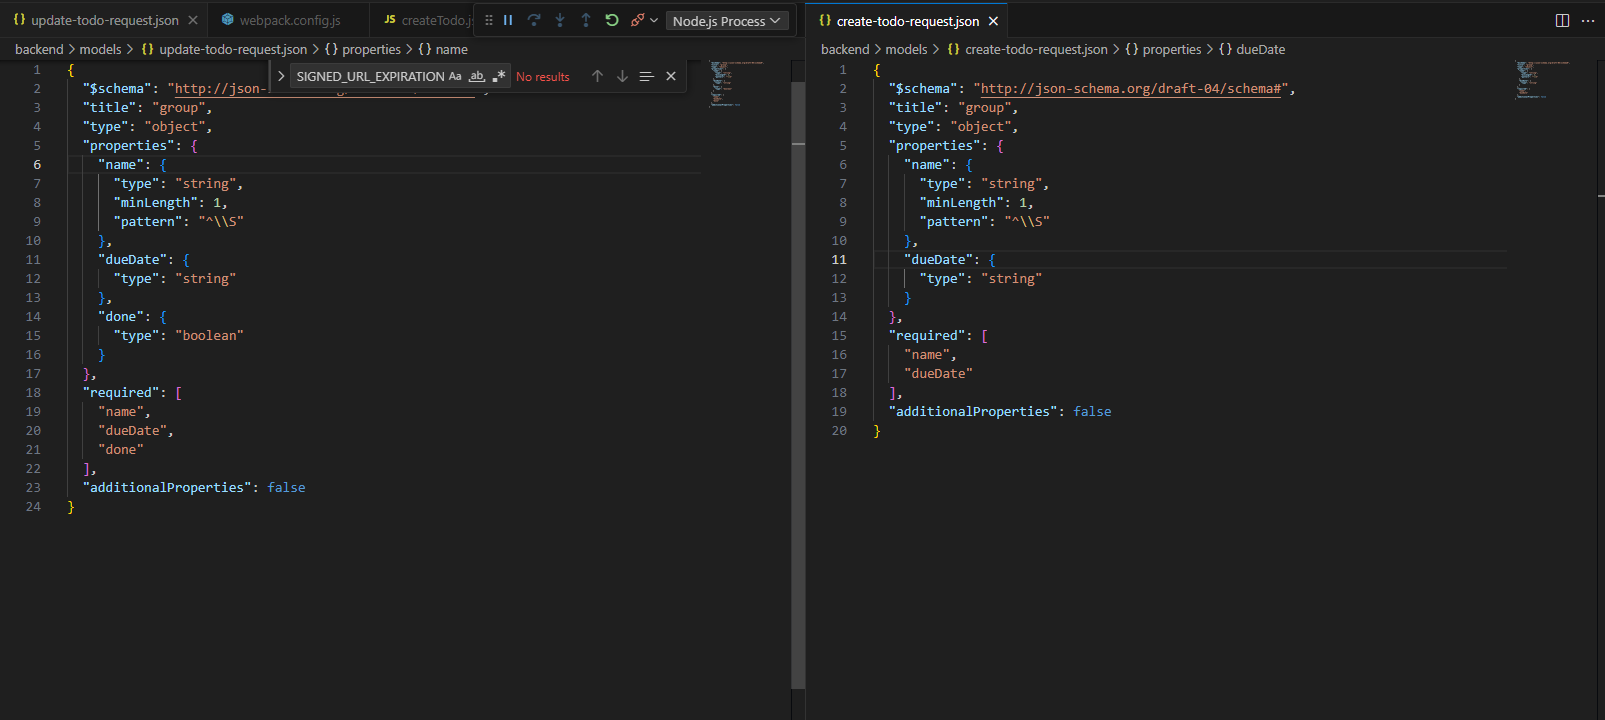 update-todo-request.json
webpack.config.js
JS createTodo.j
Node.js Process
backend > models > {} update-todo-request.json > {} properties > {} name
SIGNED_URL_EXPIRATION Aa ab .* No results
1 {
2 "$schema": "http://json-
3 "title": "group",
4 "type": "object",
5 "properties": {
6 "name": {
7 "type": "string",
8 "minLength": 1,
9 "pattern": "^\\S"
10 },
11 "dueDate": {
12 "type": "string"
13 },
14 "done": {
15 "type": "boolean"
16 }
17 },
18 "required": [
19 "name",
20 "dueDate",
21 "done"
22 ],
23 "additionalProperties": false
24 }
{} create-todo-request.json
backend > models > {} create-todo-request.json > {} properties > {} dueDate
1 {
2 "$schema": "http://json-schema.org/draft-04/schema#",
3 "title": "group",
4 "type": "object",
5 "properties": {
6 "name": {
7 "type": "string",
8 "minLength": 1,
9 "pattern": "^\\S"
10 },
11 "dueDate": {
12 "type": "string"
13 }
14 },
15 "required": [
16 "name",
17 "dueDate"
18 ],
19 "additionalProperties": false
20 }